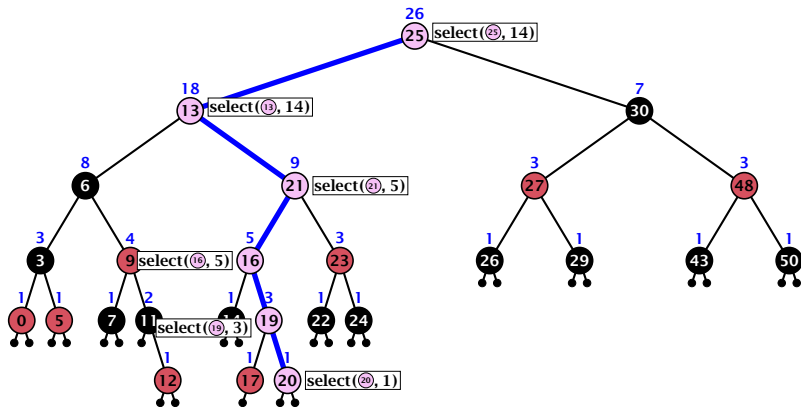 26
25 select(25, 14)
18 7
13 select(13, 14) 30
8 9 3 3
6 21 select(21, 5) 27 48
3 4 5 3 1 1 1 1
3 9 select(16, 5) 16 23 26 29 43 50
1 1 1 2 1 3 1 1
0 5 7 11 select(19, 3) 19 22 24
1 1 1
12 17 20 select(20, 1)